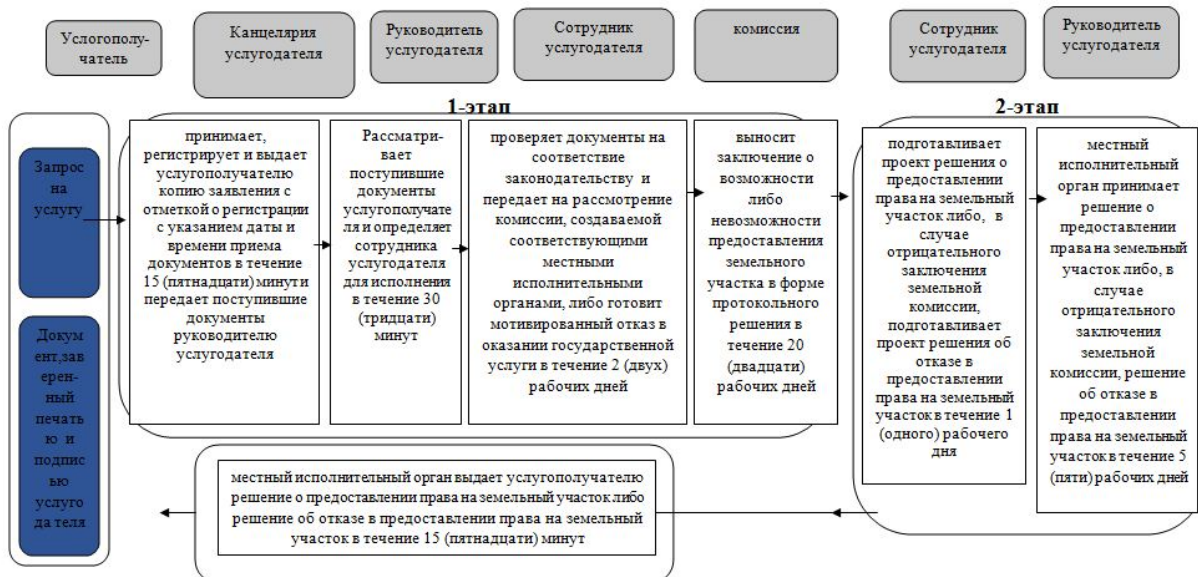 Услогополу-
чатель
Канцелярия
услугодателя
Руководитель
услугодателя
Сотрудник
услугодателя
комиссия
Сотрудник
услугодателя
Руководитель
услугодателя
1-этап
2-этап
Запрос
на
услугу
Докум
ент,зав
ерен-
ный
печать
ю и
подпис
ью
услуго
да теля
принимает,
регистрирует и выдает
услугополучателю
копию заявления с
отметкой о регистрации
с указанием даты и
времени приема
документов в течение
15 (пятнадцати) минут и
передает поступившие
документы
руководителю
услугодателя
Рассматри-
вает
поступившие
документы
услугополучате
ля и определяет
сотрудника
услугодателя
для исполнения
в течение 30
(тридцати)
минут
проверяет документы на
соответствие
законодательству и
передает на рассмотрение
комиссии, создаваемой
соответствующими
местными
исполнительными
органами, либо готовит
мотивированный отказ в
оказании государственной
услуги в течение 2 (двух)
рабочих дней
выносит
заключение о
возможности
либо
невозможности
предоставления
земельного
участка в форме
протокольного
решения в
течение 20
(двадцати)
рабочих дней
подготавливает
проект решения о
предоставлении
права на земельный
участок либо, в
случае
отрицательного
заключения
земельной
комиссии,
подготавливает
проект решения об
отказе в
предоставлении
права на земельный
участок в течение 1
(одного) рабочего
дня
местный
исполнительный
орган принимает
решение о
предоставлении
права на земельный
участок либо, в
случае
отрицательного
заключения
земельной
комиссии, решение
об отказе в
предоставлении
права на земельный
участок в течение 5
(пяти) рабочих дней
местный исполнительный орган выдает услугополучателю
решение о предоставлении права на земельный участок либо
решение об отказе в предоставлении права на земельный
участок в течение 15 (пятнадцати) минут